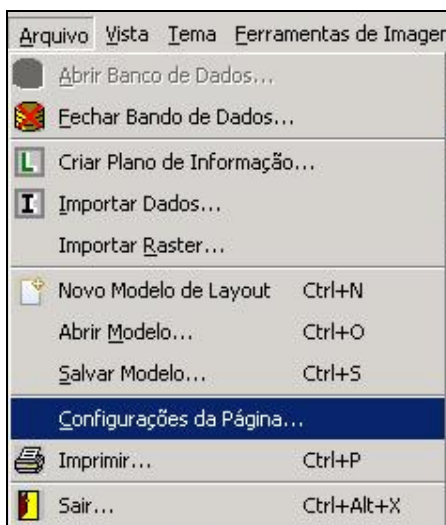 Arquivo Vista Tema Ferramentas de Imager
Abrir Banco de Dados...
Fechar Bando de Dados...
L Criar Plano de Informação...
I Importar Dados...
Importar Raster...
Novo Modelo de Layout Ctrl+N
Abrir Modelo... Ctrl+O
Salvar Modelo... Ctrl+S
Configurações da Página...
Imprimir... Ctrl+P
Sair... Ctrl+Alt+X